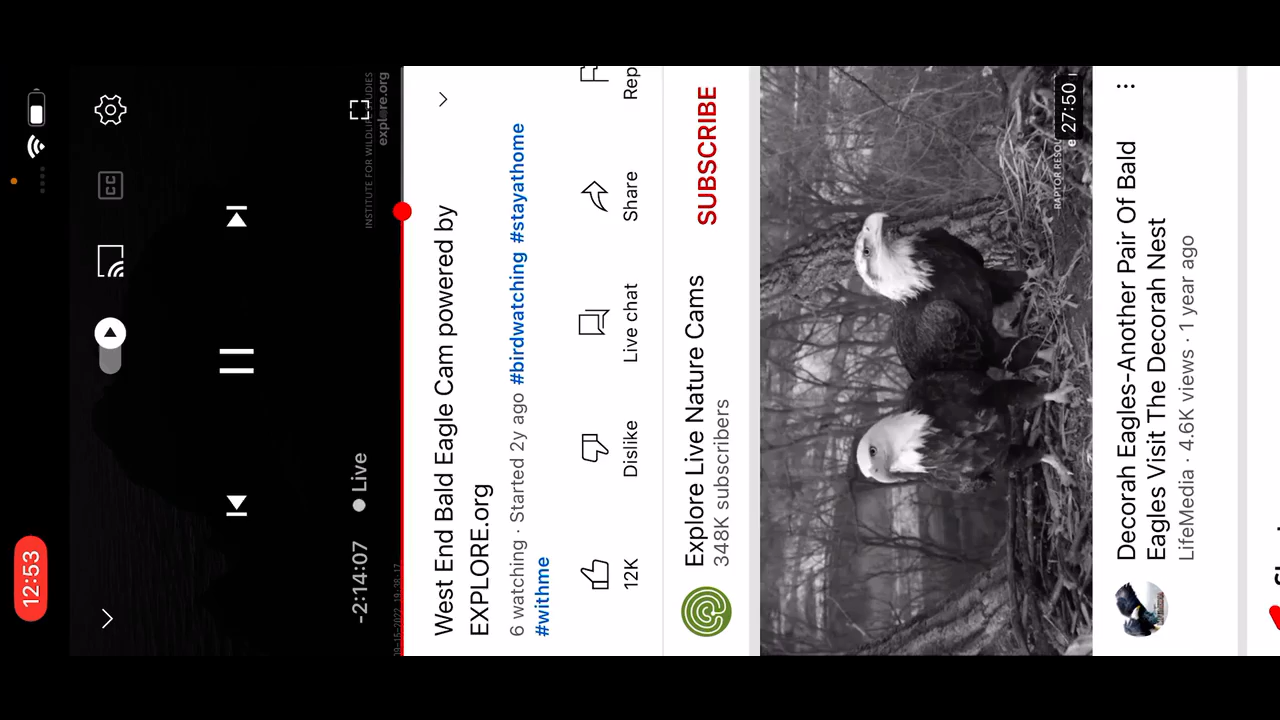 12:53
INSTITUTE FOR WILDLIFE STUDIES
explore.org
-2:14:07
Live
West End Bald Eagle Cam powered by
EXPLORE.org
6 watching · Started 2y ago #birdwatching #stayathome
#withme
12K
Dislike
Live chat
Share
Rep
Explore Live Nature Cams
348K subscribers
SUBSCRIBE
RAPTOR RESOU
27:50
Decorah Eagles-Another Pair Of Bald
Eagles Visit The Decorah Nest
LifeMedia · 4.6K views · 1 year ago
CC